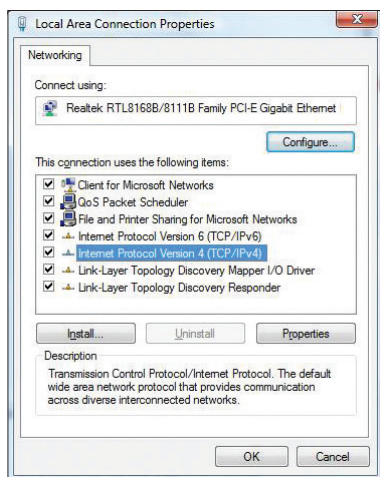 Local Area Connection Properties
Networking
Connect using:
Realtek RTL8168B/8111B Family PCI-E Gigabit Ethernet
Configure...
This connection uses the following items:
Client for Microsoft Networks
QoS Packet Scheduler
File and Printer Sharing for Microsoft Networks
Internet Protocol Version 6 (TCP/IPv6)
Internet Protocol Version 4 (TCP/IPv4)
Link-Layer Topology Discovery Mapper I/O Driver
Link-Layer Topology Discovery Responder
Install...
Uninstall
Properties
Description
Transmission Control Protocol/Internet Protocol. The default
wide area network protocol that provides communication
across diverse interconnected networks.
OK
Cancel